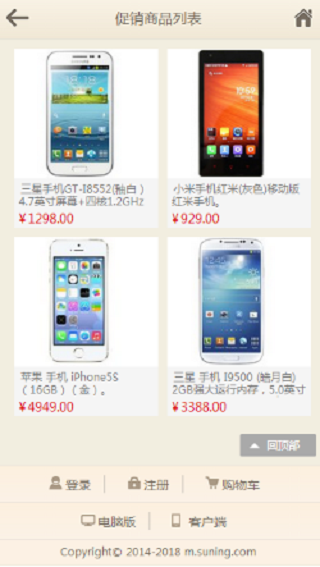 促销商品列表
三星手机GT-I8552(釉白)
4.7英寸屏幕+四核1.2GHz
¥1298.00
小米手机红米(灰色)移动版
红米手机。
¥929.00
苹果 手机 iPhone5S
(16GB)(金)。
¥4949.00
三星 手机 I9500 (皓月白)
2GB强大运行内存,5.0英寸
¥3388.00
回顶部
登录 注册 购物车
电脑版 客户端
Copyright© 2014-2018 m.suning.com